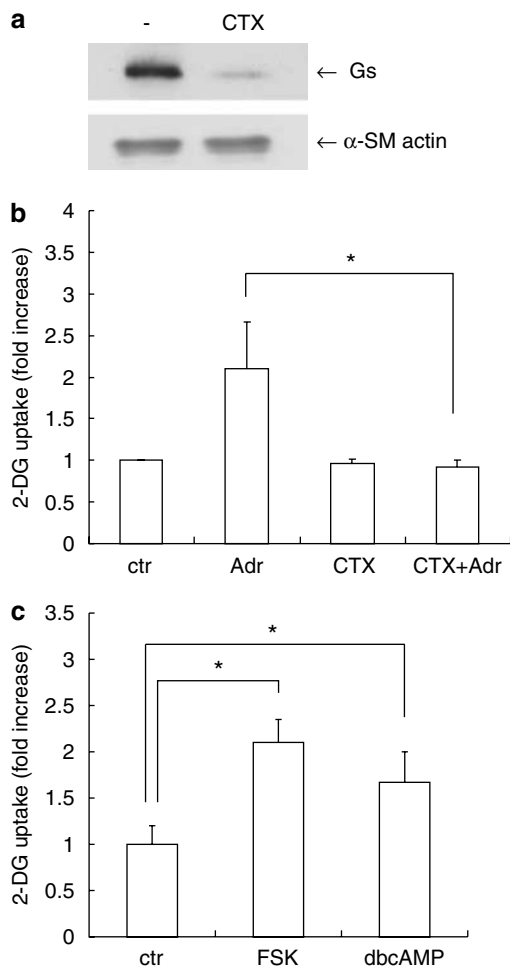 a
- CTX
← Gs
← α-SM actin
b
2-DG uptake (fold increase)
4
3.5
3
2.5
2
1.5
1
0.5
0
*
ctr Adr CTX CTX+Adr
c
2-DG uptake (fold increase)
3.5
3
2.5
2
1.5
1
0.5
0
*
*
ctr FSK dbcAMP